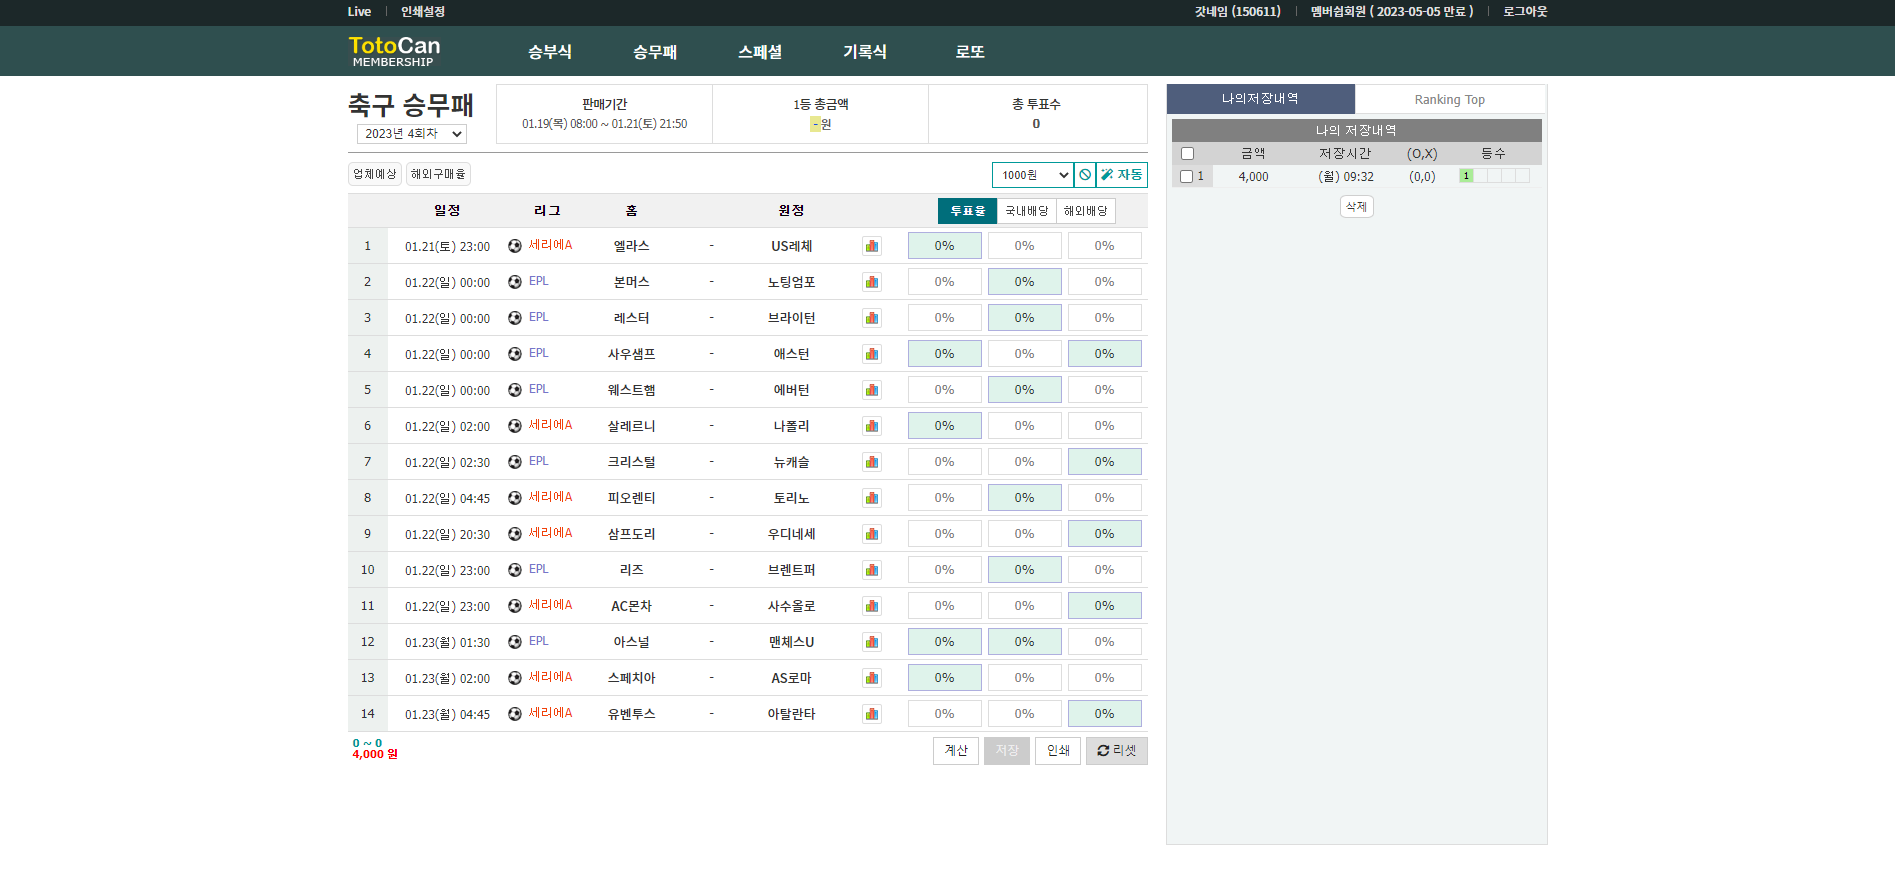 Live 인쇄설정 갓네임 (150611) 멤버쉽회원 ( 2023-05-05 만료 ) 로그아웃
TotoCan
MEMBERSHIP
승부식 승무패 스페셜 기록식 로또
축구 승무패
2023년 4회차
판매기간 1등 총금액 총 투표수
01.19(목) 08:00 ~ 01.21(토) 21:50 - 원 0
업체예상 해외구매율 1000원 자동
일정 리그 홈 원정 투표율 국내배당 해외배당
1 01.21(토) 23:00 세리에A 엘라스 - US레체 0% 0% 0%
2 01.22(일) 00:00 EPL 본머스 - 노팅엄포 0% 0% 0%
3 01.22(일) 00:00 EPL 레스터 - 브라이턴 0% 0% 0%
4 01.22(일) 00:00 EPL 사우샘프 - 애스턴 0% 0% 0%
5 01.22(일) 00:00 EPL 웨스트햄 - 에버턴 0% 0% 0%
6 01.22(일) 02:00 세리에A 살레르니 - 나폴리 0% 0% 0%
7 01.22(일) 02:30 EPL 크리스털 - 뉴캐슬 0% 0% 0%
8 01.22(일) 04:45 세리에A 피오렌티 - 토리노 0% 0% 0%
9 01.22(일) 20:30 세리에A 삼프도리 - 우디네세 0% 0% 0%
10 01.22(일) 23:00 EPL 리즈 - 브렌트퍼 0% 0% 0%
11 01.22(일) 23:00 세리에A AC몬차 - 사수올로 0% 0% 0%
12 01.23(월) 01:30 EPL 아스널 - 맨체스U 0% 0% 0%
13 01.23(월) 02:00 세리에A 스페치아 - AS로마 0% 0% 0%
14 01.23(월) 04:45 세리에A 유벤투스 - 아탈란타 0% 0% 0%
0 ~ 0
4,000 원
계산 저장 인쇄 리셋
나의저장내역 Ranking Top
나의 저장내역
금액 저장시간 (O,X) 등수
1 4,000 (월) 09:32 (0,0) 1
삭제